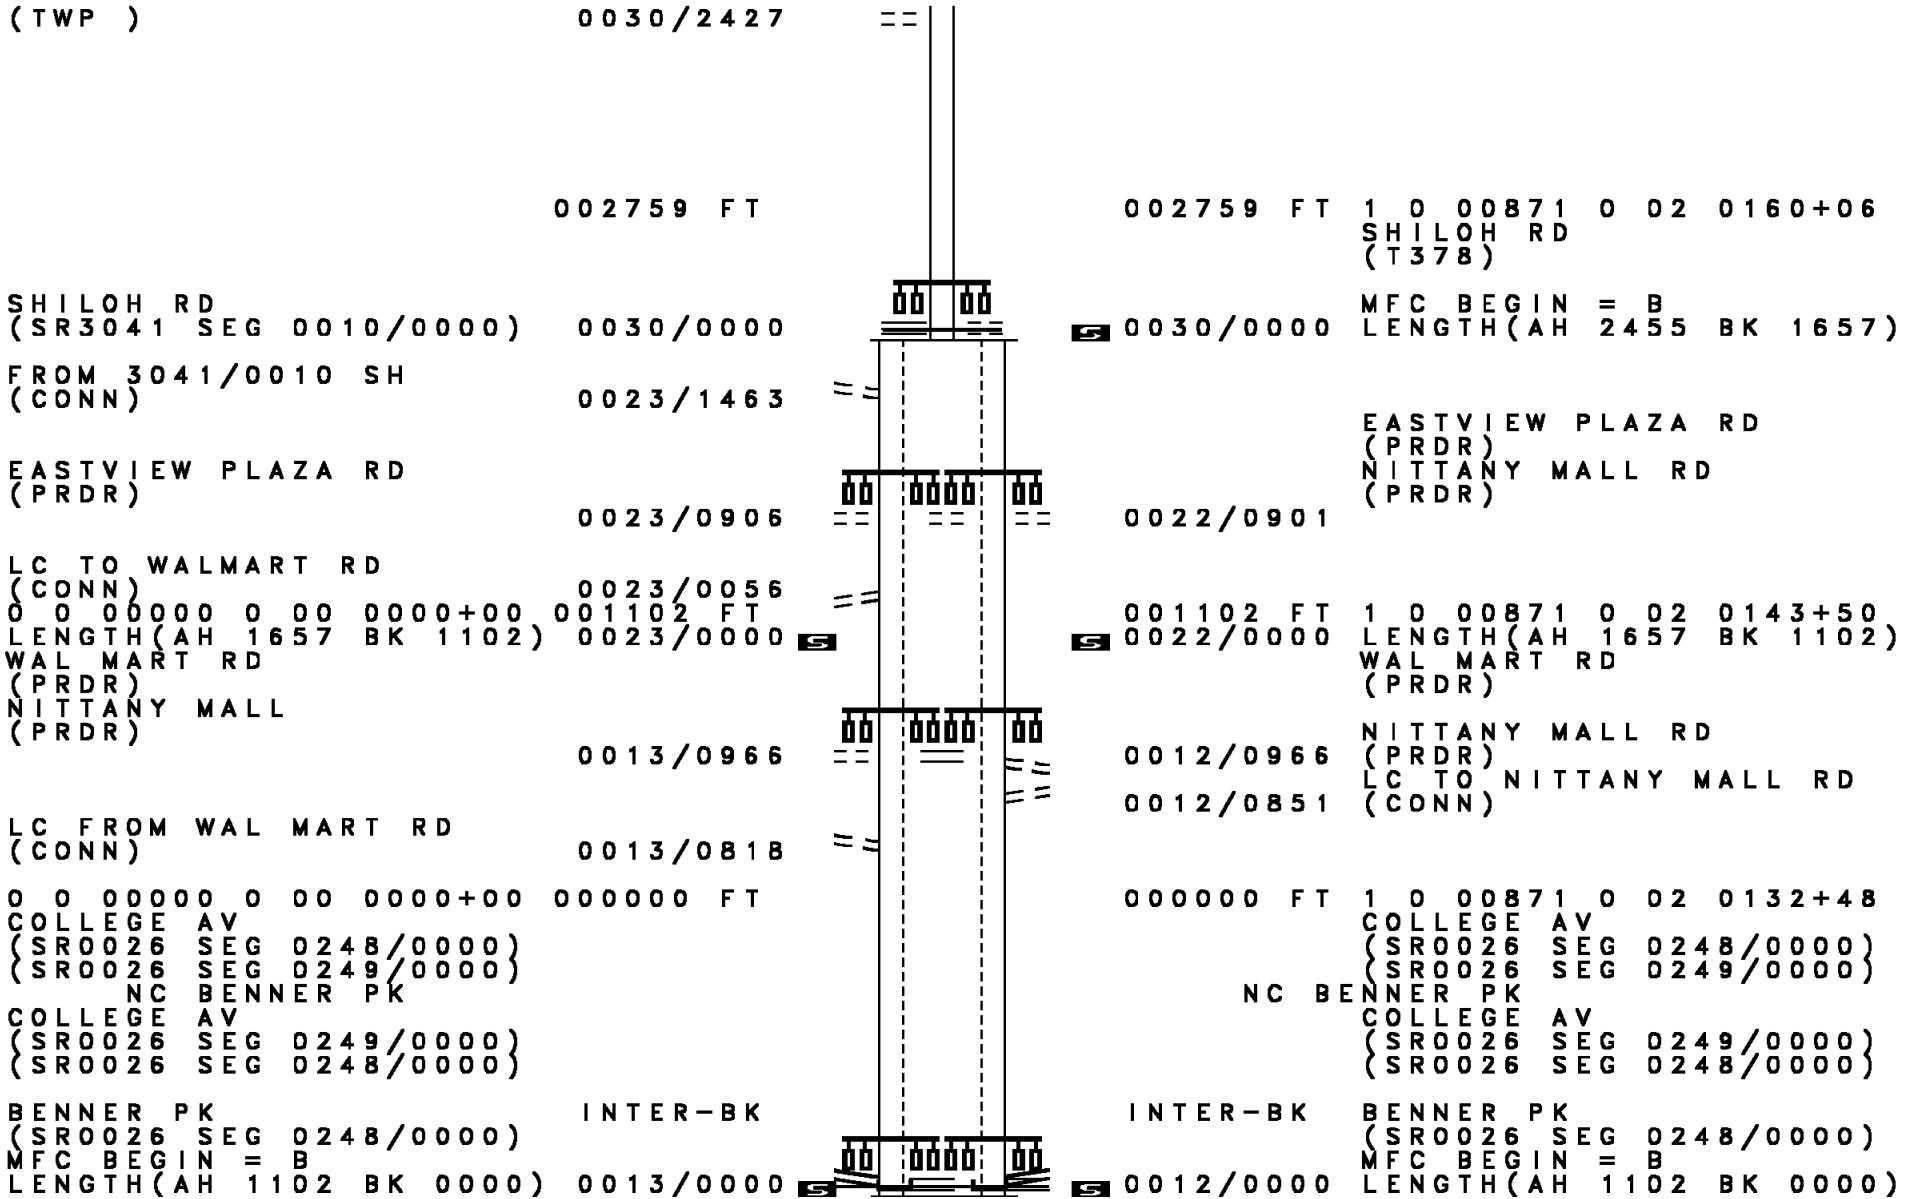 (TWP ) 0030/2427
002759 FT 002759 FT 1 0 00871 0 02 0160+06
SHILOH RD
(T378)
SHILOH RD MFC BEGIN = B
(SR3041 SEG 0010/0000) 0030/0000 S 0030/0000 LENGTH(AH 2455 BK 1657)
FROM 3041/0010 SH
(CONN) 0023/1463
EASTVIEW PLAZA RD
(PRDR)
EASTVIEW PLAZA RD NITTANY MALL RD
(PRDR) (PRDR)
0023/0906 0022/0901
LC TO WALMART RD
(CONN) 0023/0056
0 0 00000 0 00 0000+00 001102 FT 001102 FT 1 0 00871 0 02 0143+50
LENGTH(AH 1657 BK 1102) 0023/0000 S S 0022/0000 LENGTH(AH 1657 BK 1102)
WAL MART RD WAL MART RD
(PRDR) (PRDR)
NITTANY MALL
(PRDR) NITTANY MALL RD
0013/0966 0012/0966 (PRDR)
LC TO NITTANY MALL RD
0012/0851 (CONN)
LC FROM WAL MART RD
(CONN) 0013/0818
0 0 00000 0 00 0000+00 000000 FT 000000 FT 1 0 00871 0 02 0132+48
COLLEGE AV COLLEGE AV
(SR0026 SEG 0248/0000) (SR0026 SEG 0248/0000)
(SR0026 SEG 0249/0000) (SR0026 SEG 0249/0000)
NC BENNER PK NC BENNER PK
COLLEGE AV COLLEGE AV
(SR0026 SEG 0249/0000) (SR0026 SEG 0249/0000)
(SR0026 SEG 0248/0000) (SR0026 SEG 0248/0000)
BENNER PK INTER-BK INTER-BK BENNER PK
(SR0026 SEG 0248/0000) (SR0026 SEG 0248/0000)
MFC BEGIN = B MFC BEGIN = B
LENGTH(AH 1102 BK 0000) 0013/0000 S S 0012/0000 LENGTH(AH 1102 BK 0000)